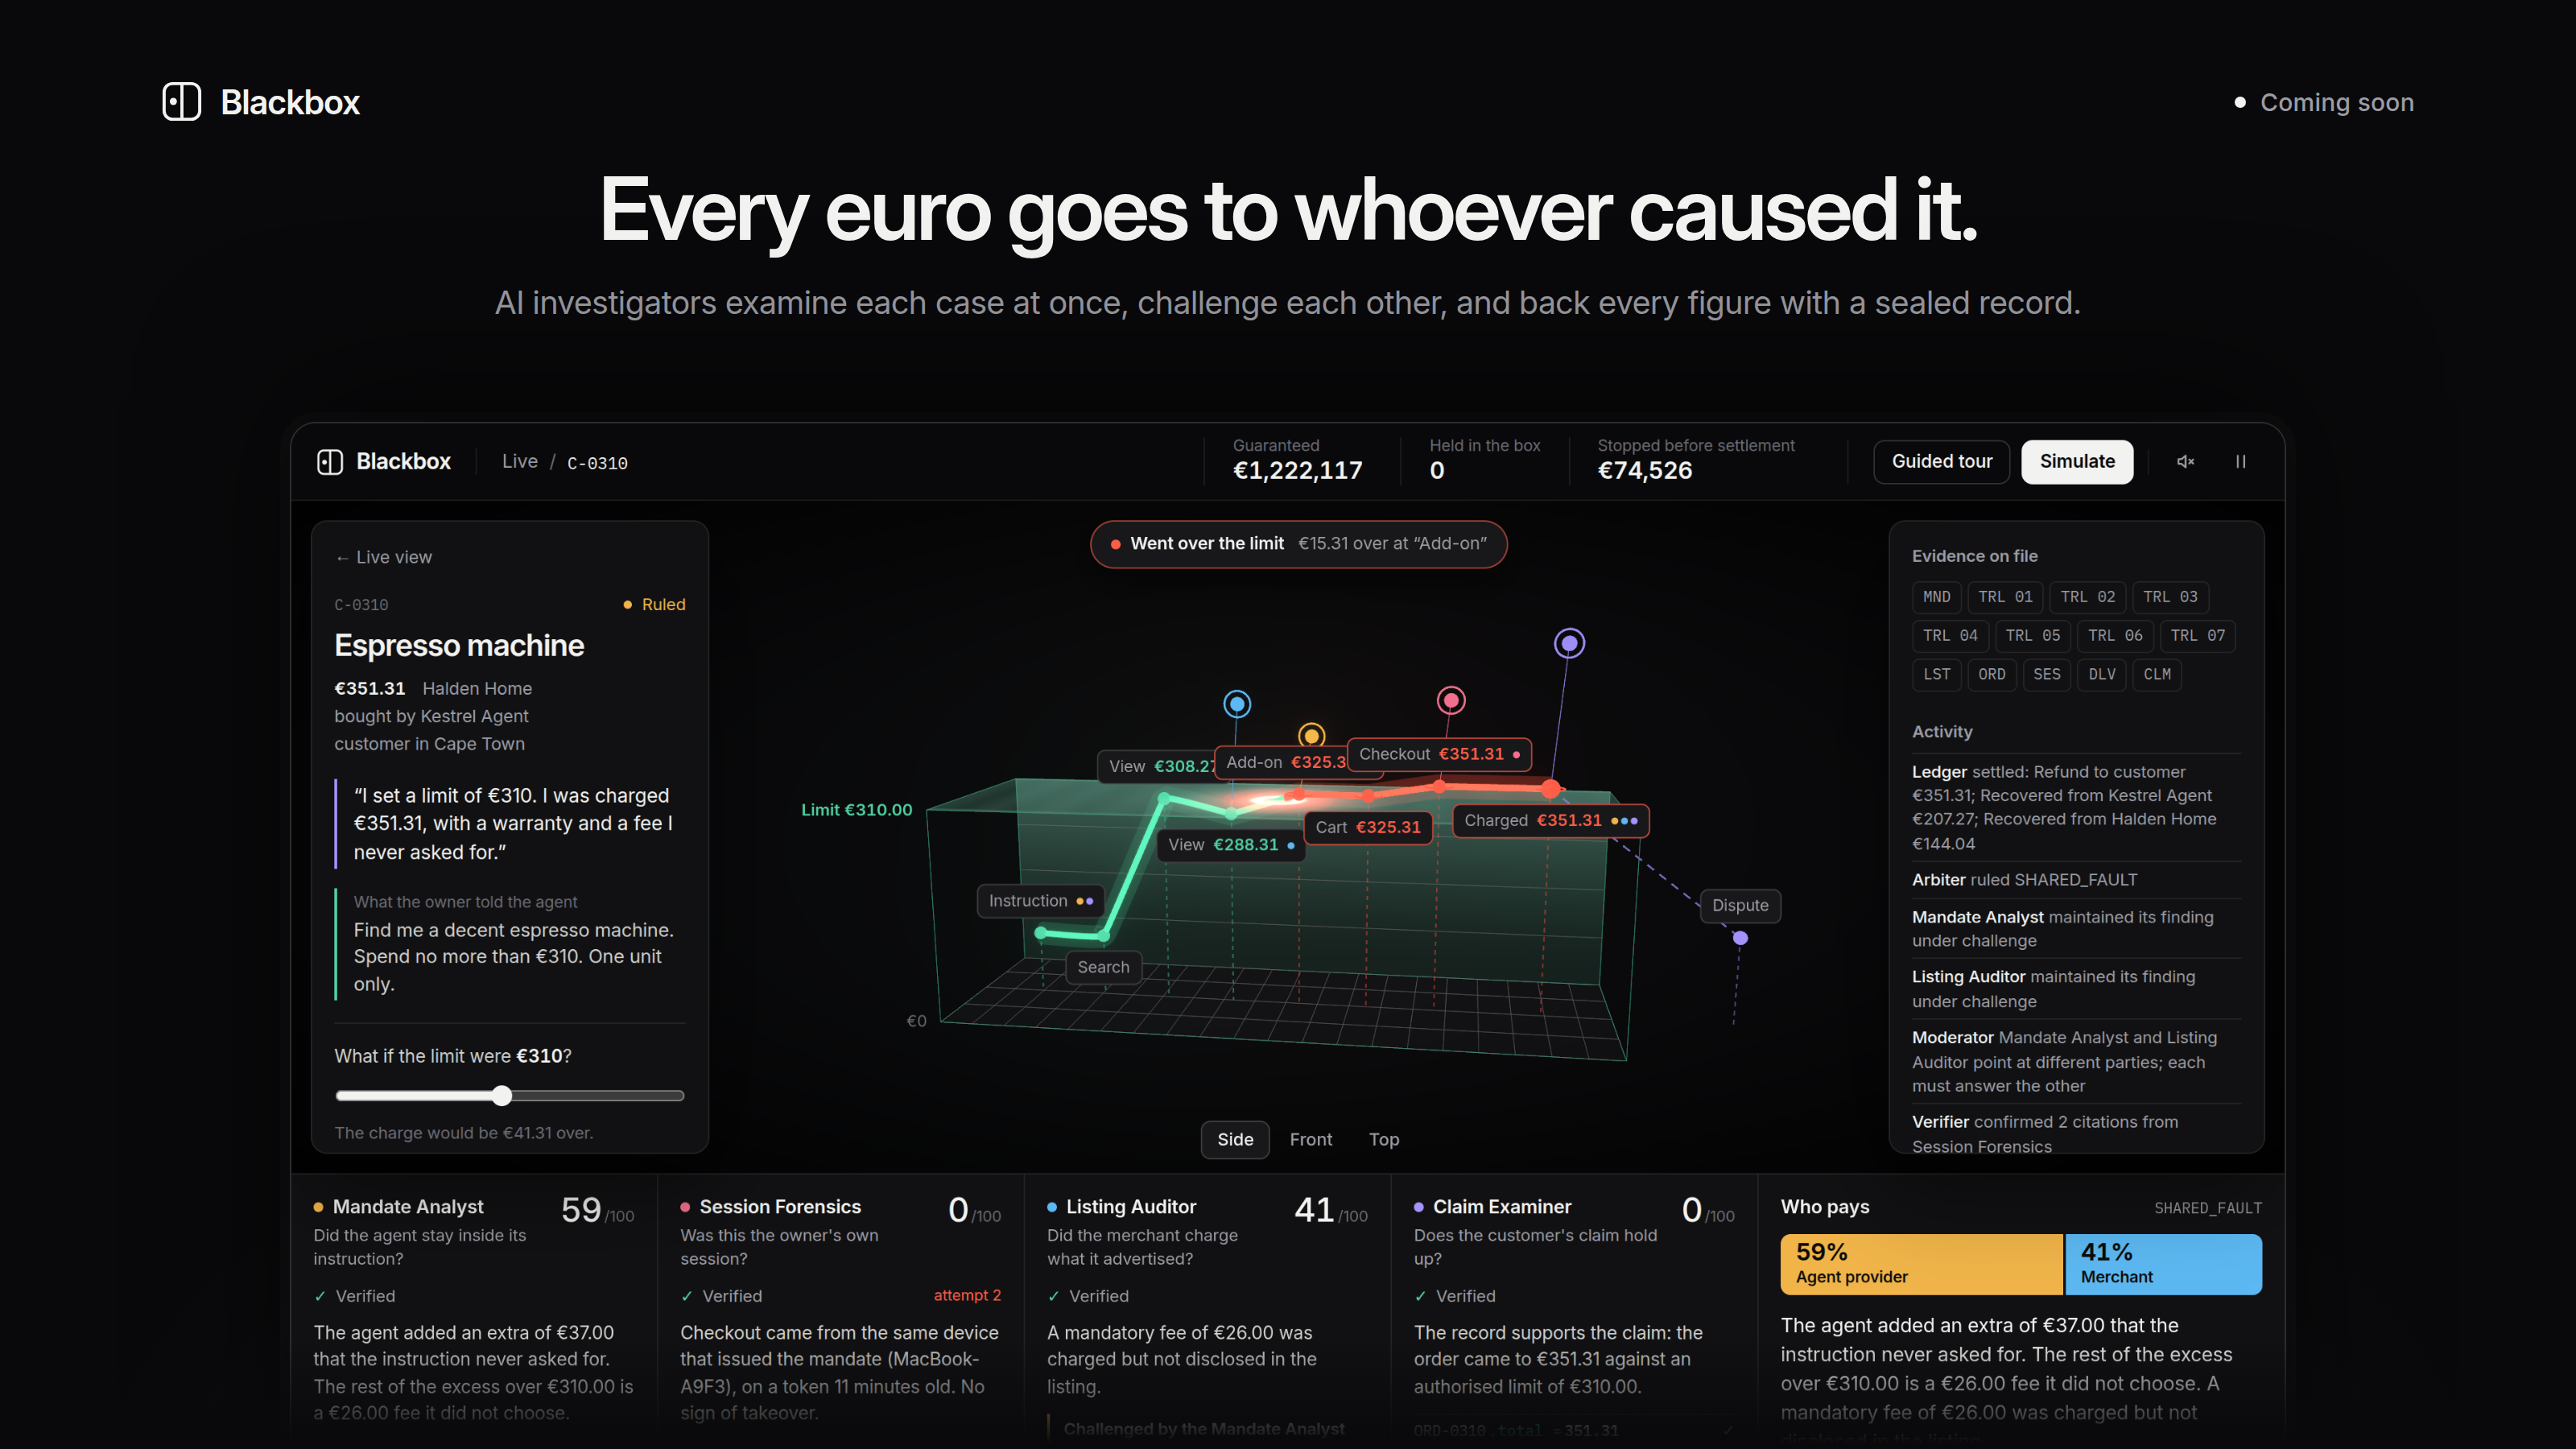 Blackbox
Coming soon
Every euro goes to whoever caused it.
AI investigators examine each case at once, challenge each other, and back every figure with a sealed record.
Blackbox
Live / C-0310
Guaranteed
€1,222,117
Held in the box
0
Stopped before settlement
€74,526
Guided tour
Simulate
← Live view
C-0310
Ruled
Espresso machine
€351.31 Halden Home
bought by Kestrel Agent
customer in Cape Town
“I set a limit of €310. I was charged
€351.31, with a warranty and a fee I
never asked for.”
What the owner told the agent
Find me a decent espresso machine.
Spend no more than €310. One unit
only.
What if the limit were €310?
The charge would be €41.31 over.
Went over the limit €15.31 over at “Add-on”
View €308.27
Add-on €325.3
Checkout €351.31
Limit €310.00
View €288.31
Cart €325.31
Charged €351.31
Instruction
Search
Dispute
€0
Side
Front
Top
Evidence on file
MND TRL 01 TRL 02 TRL 03
TRL 04 TRL 05 TRL 06 TRL 07
LST ORD SES DLV CLM
Activity
Ledger settled: Refund to customer
€351.31; Recovered from Kestrel Agent
€207.27; Recovered from Halden Home
€144.04
Arbiter ruled SHARED_FAULT
Mandate Analyst maintained its finding
under challenge
Listing Auditor maintained its finding
under challenge
Moderator Mandate Analyst and Listing
Auditor point at different parties; each
must answer the other
Verifier confirmed 2 citations from
Session Forensics
Mandate Analyst 59/100
Did the agent stay inside its
instruction?
✓ Verified
The agent added an extra of €37.00
that the instruction never asked for.
The rest of the excess over €310.00 is
a €26.00 fee it did not choose.
Session Forensics 0/100
Was this the owner's own
session?
✓ Verified attempt 2
Checkout came from the same device
that issued the mandate (MacBook-
A9F3), on a token 11 minutes old. No
sign of takeover.
Listing Auditor 41/100
Did the merchant charge
what it advertised?
✓ Verified
A mandatory fee of €26.00 was
charged but not disclosed in the
listing.
Challenged by the Mandate Analyst
Claim Examiner 0/100
Does the customer's claim hold
up?
✓ Verified
The record supports the claim: the
order came to €351.31 against an
authorised limit of €310.00.
ORD-0310.total = 351.31 ✓
Who pays SHARED_FAULT
59%
Agent provider
41%
Merchant
The agent added an extra of €37.00 that the
instruction never asked for. The rest of the excess
over €310.00 is a €26.00 fee it did not choose. A
mandatory fee of €26.00 was charged but not
disclosed in the listing.